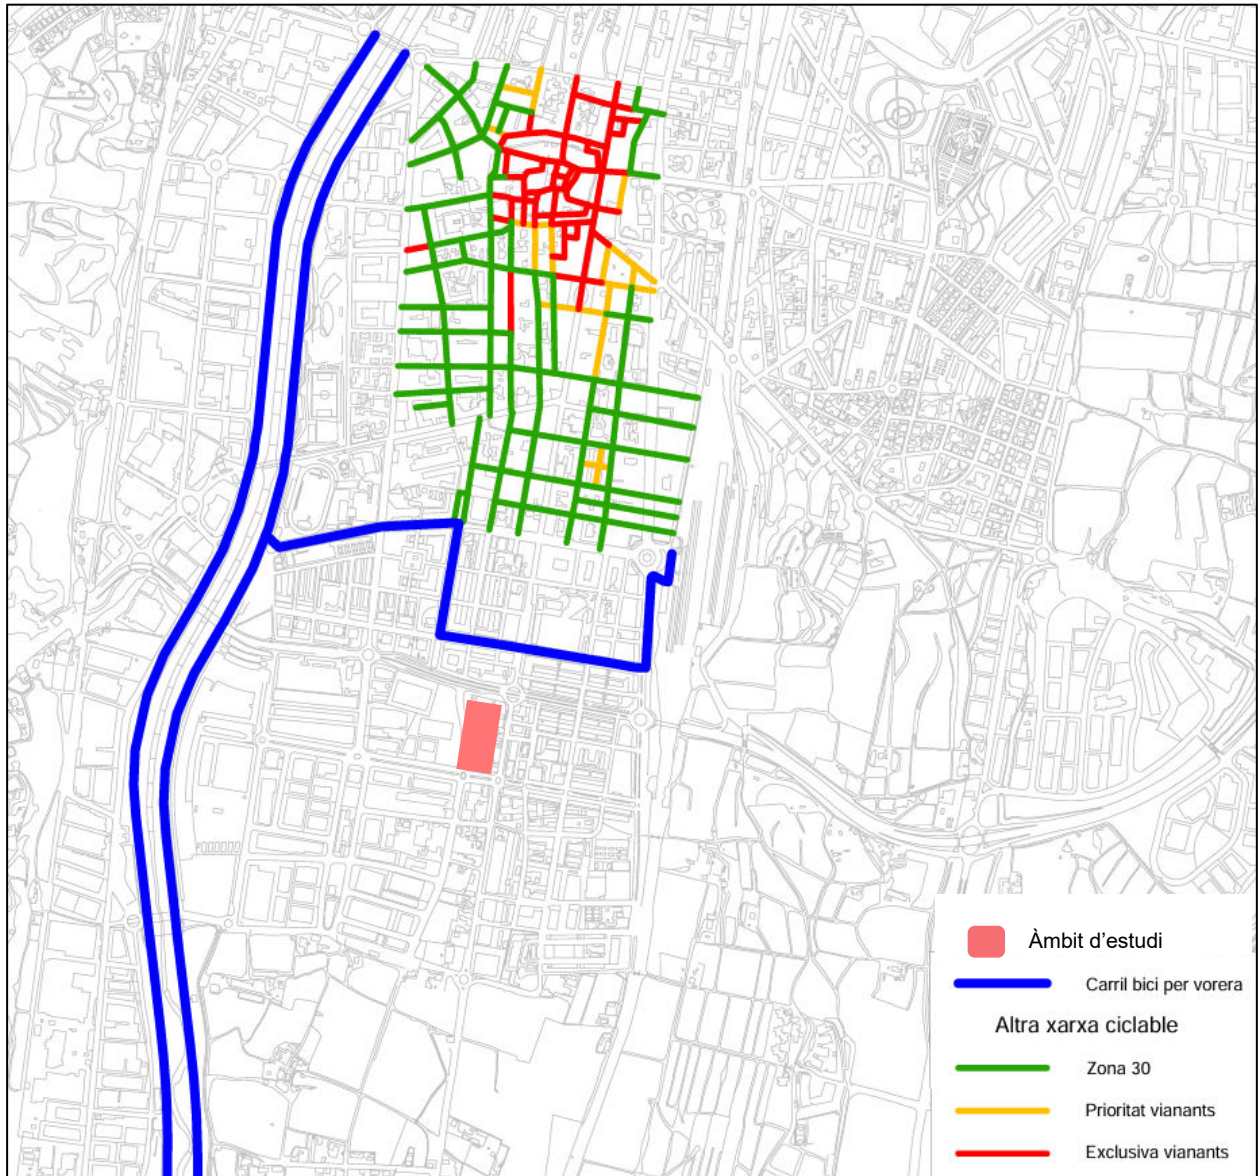 Àmbit d'estudi
Carril bici per vorera
Altra xarxa ciclable
Zona 30
Prioritat vianants
Exclusiva vianants